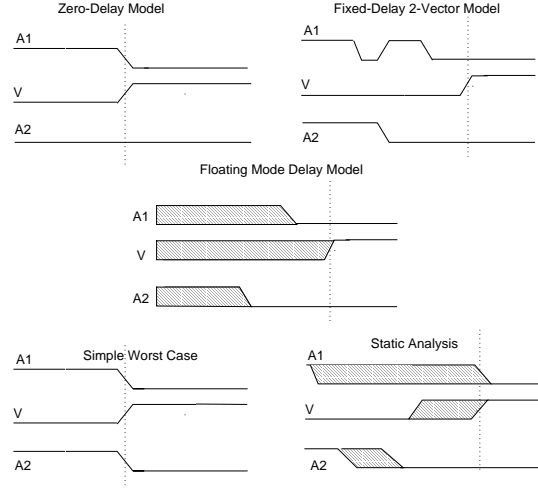 Zero-Delay Model
A1
V
A2
Fixed-Delay 2-Vector Model
A1
V
A2
Floating Mode Delay Model
A1
V
A2
Simple Worst Case
A1
V
A2
Static Analysis
A1
V
A2